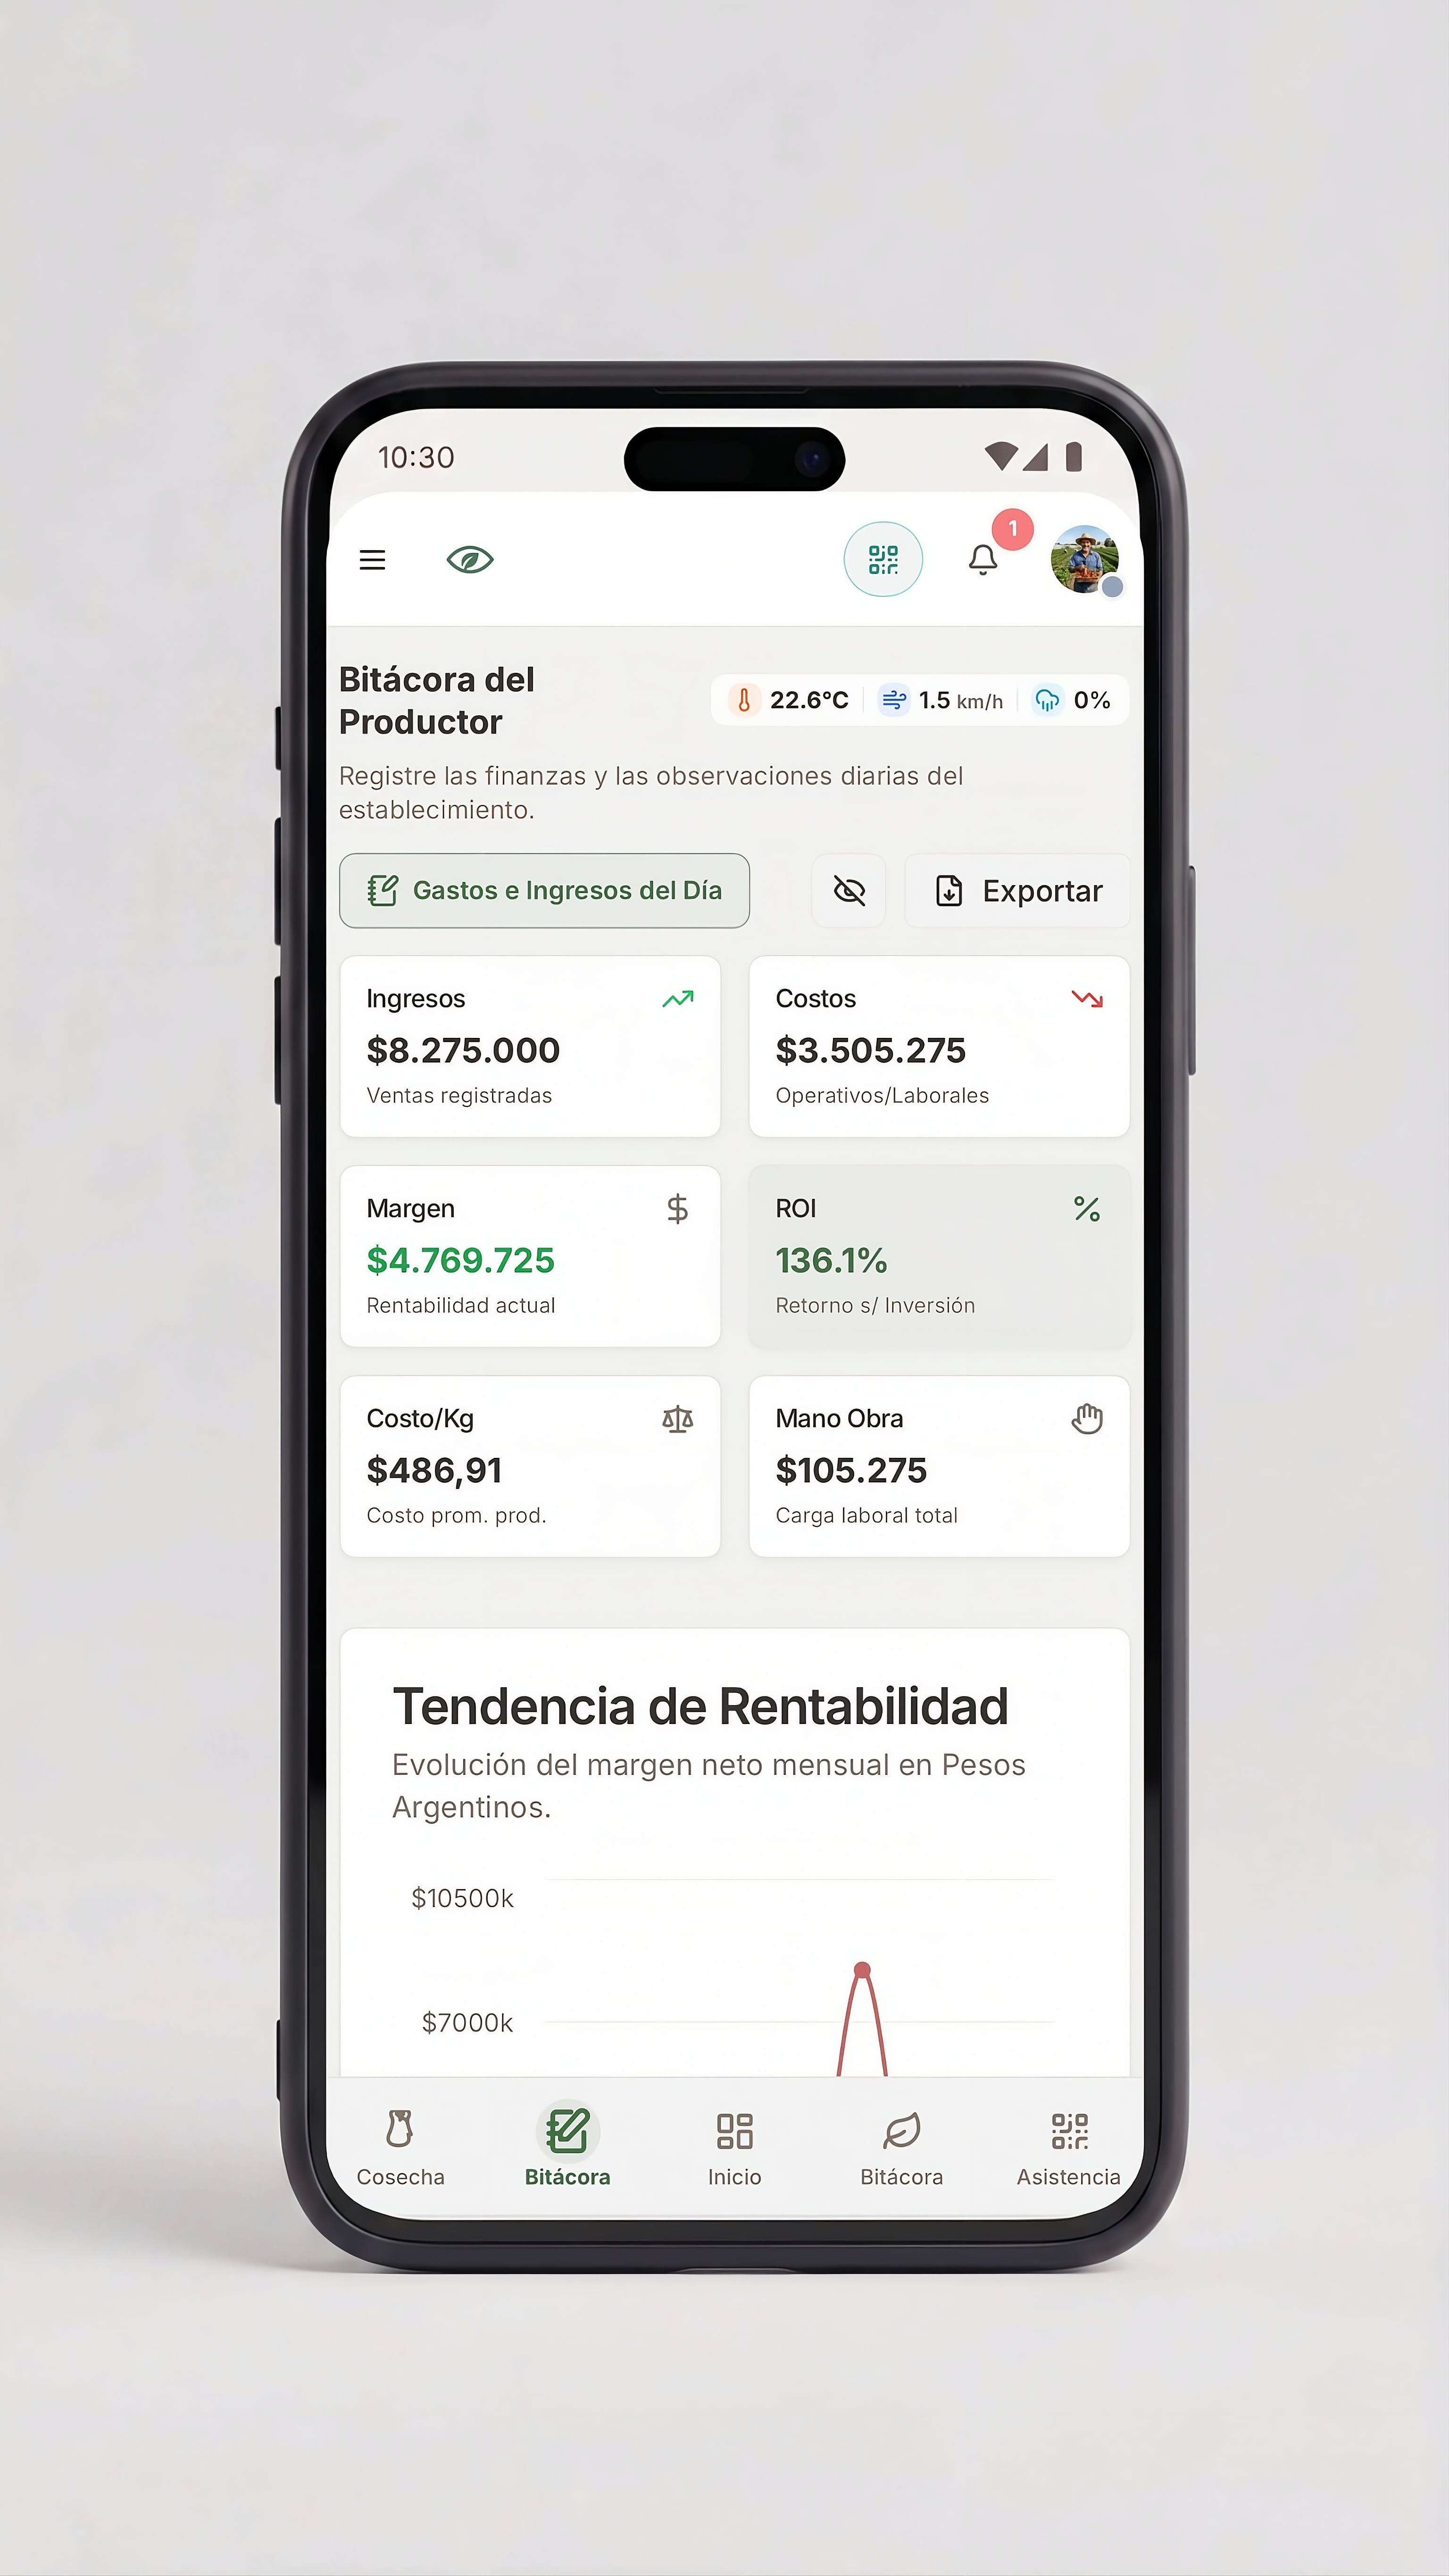 10:30
1
Bitácora del
Productor
22.6°C
1.5 km/h
0%
Registre las finanzas y las observaciones diarias del
establecimiento.
Gastos e Ingresos del Día
Exportar
Ingresos
$8.275.000
Ventas registradas
Costos
$3.505.275
Operativos/Laborales
Margen
$4.769.725
Rentabilidad actual
ROI
136.1%
Retorno s/ Inversión
Costo/Kg
$486,91
Costo prom. prod.
Mano Obra
$105.275
Carga laboral total
Tendencia de Rentabilidad
Evolución del margen neto mensual en Pesos
Argentinos.
$10500k
$7000k
Cosecha
Bitácora
Inicio
Bitácora
Asistencia